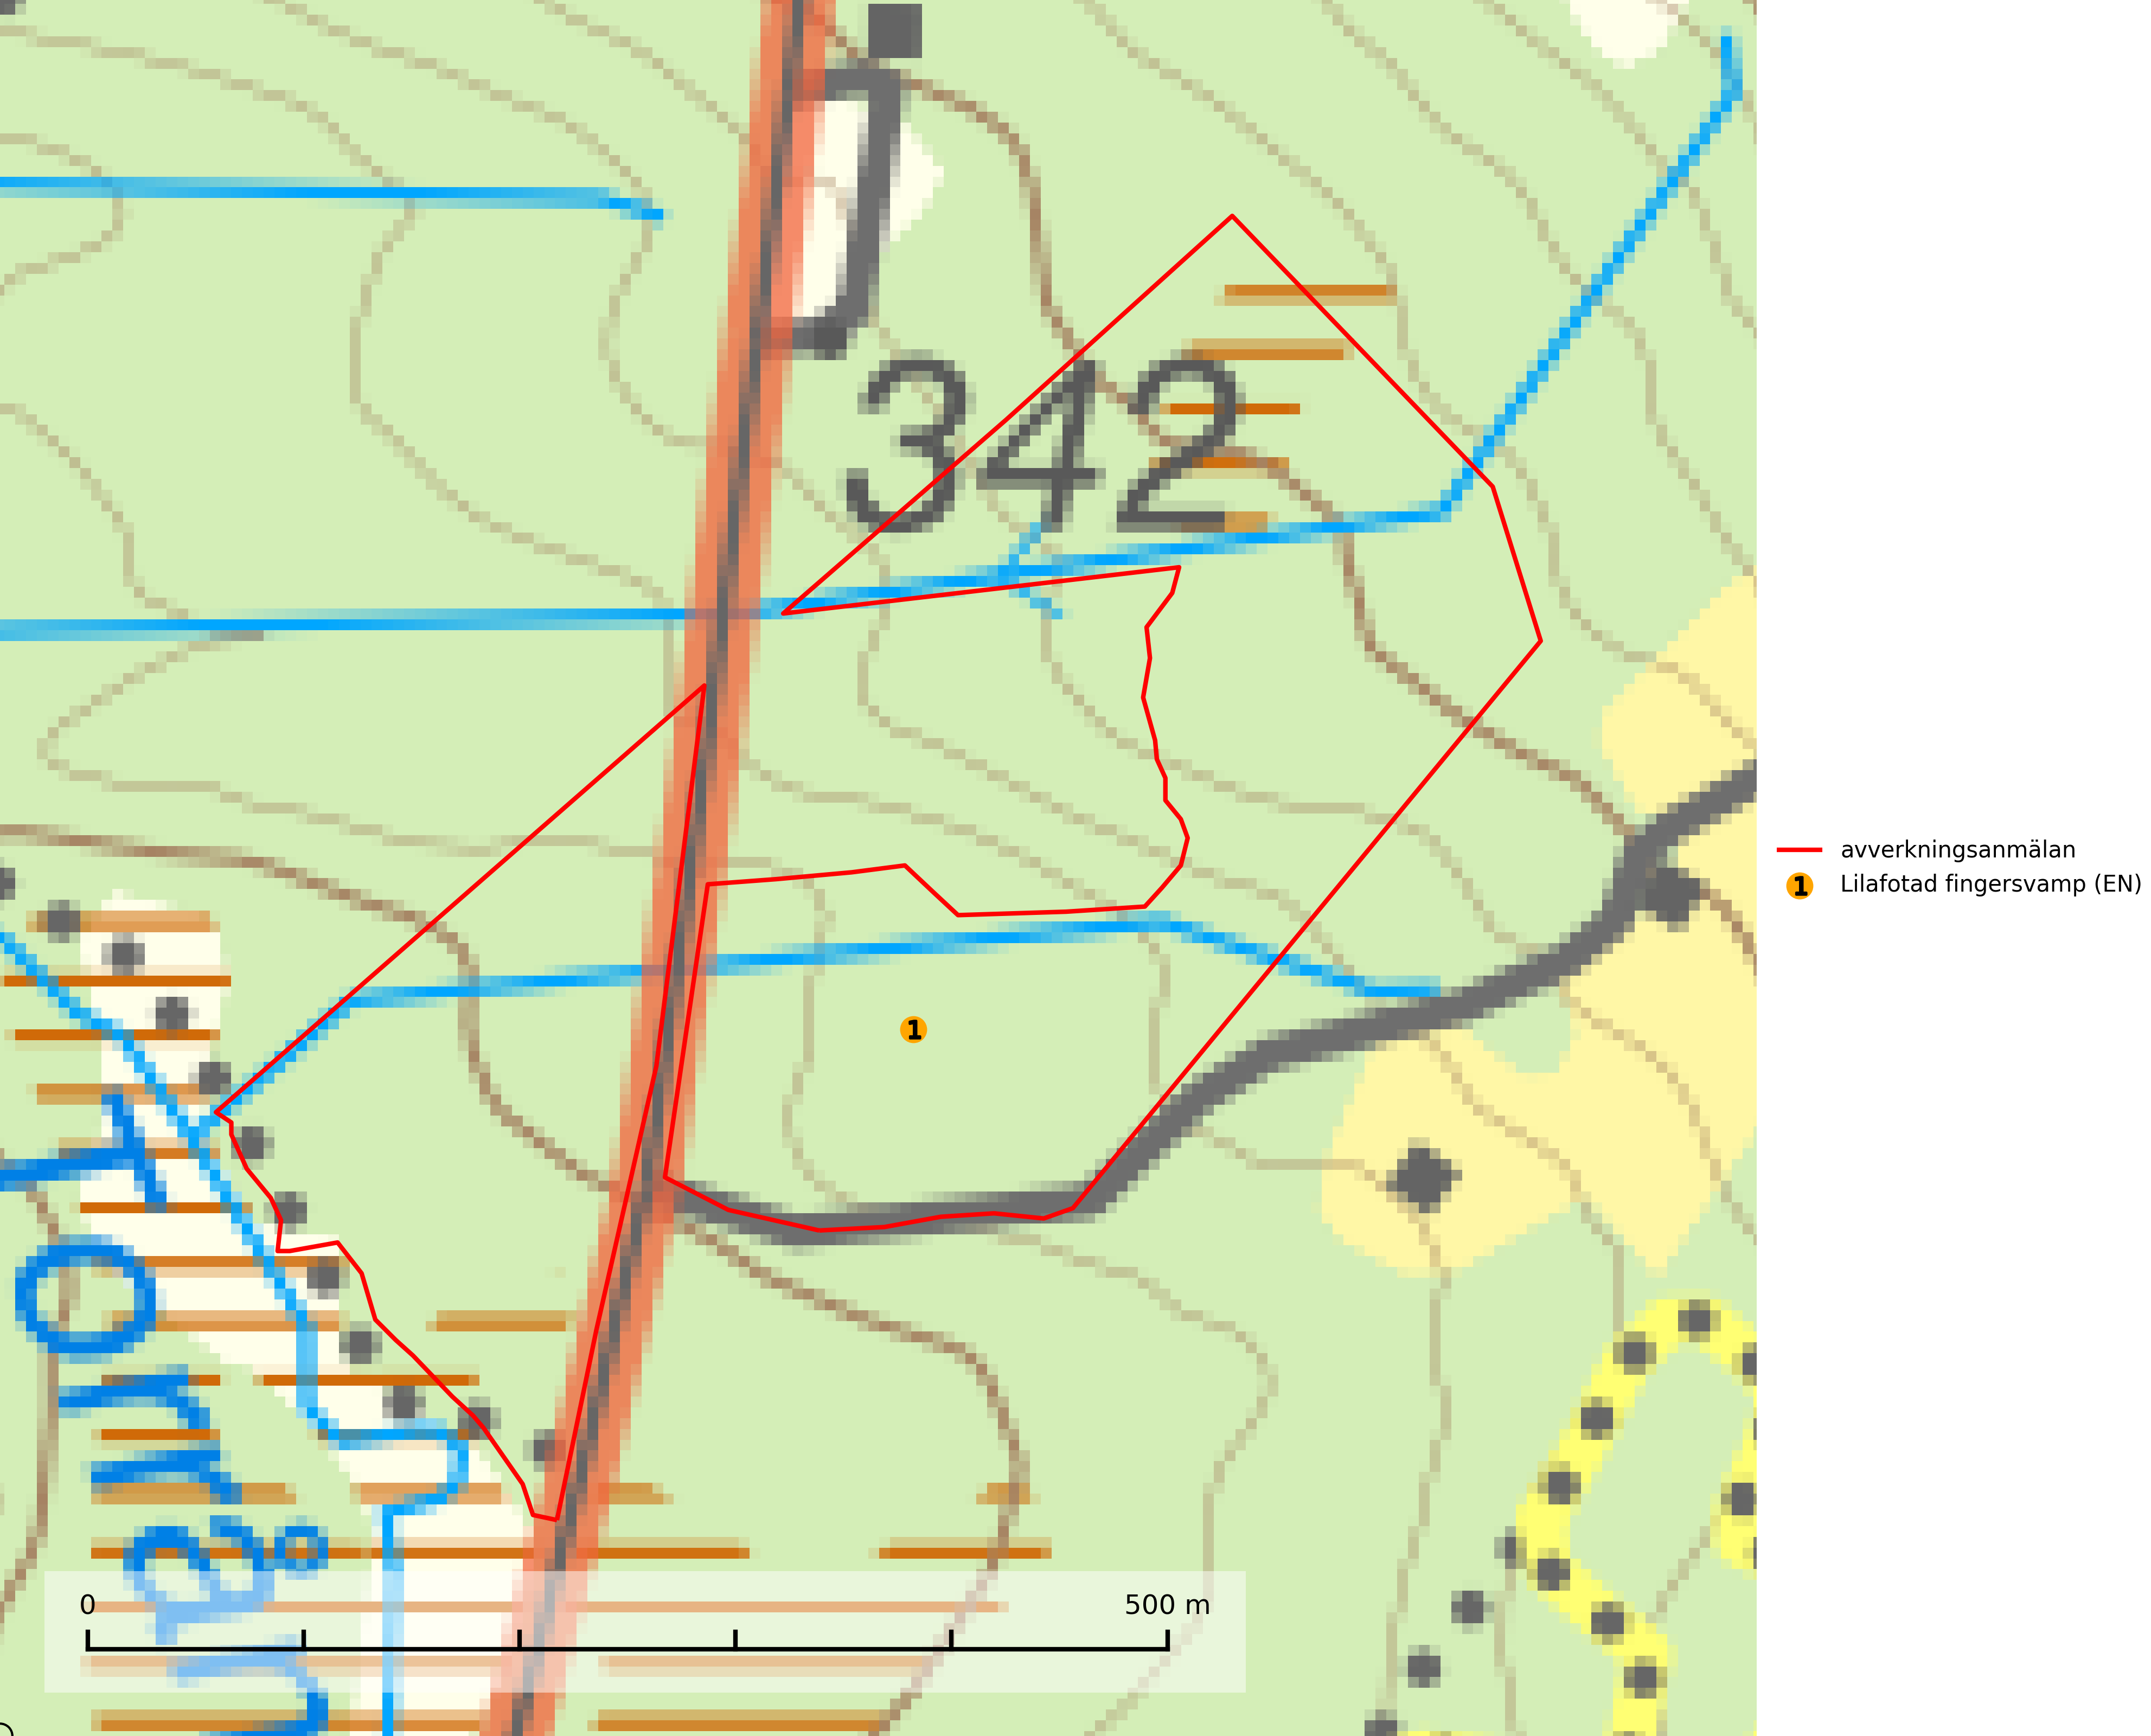 342
avverkningsanmälan
1 Lilafotad fingersvamp (EN)
1
0 500 m